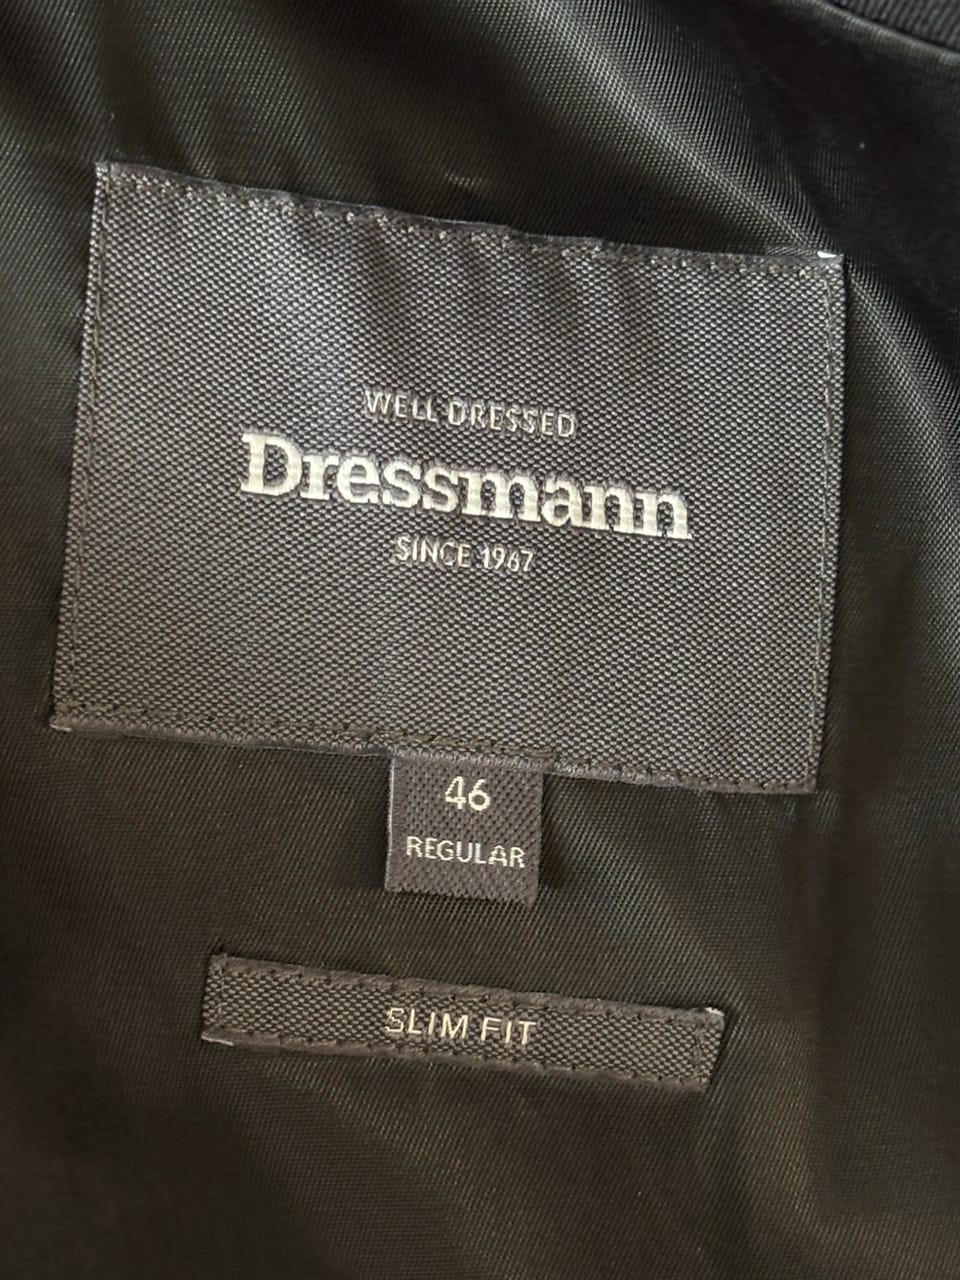 WELL DRESSED
Dressmann
SINCE 1967
46
REGULAR
SLIM FIT